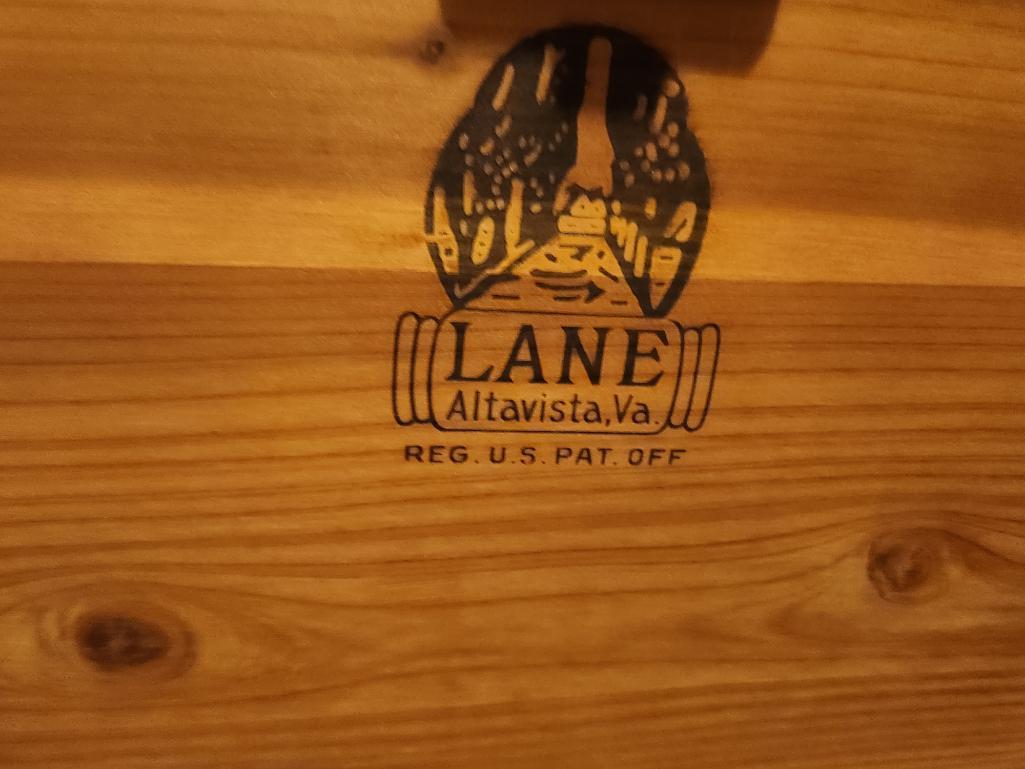 LANE
Altavista,Va.
REG. U.S. PAT. OFF